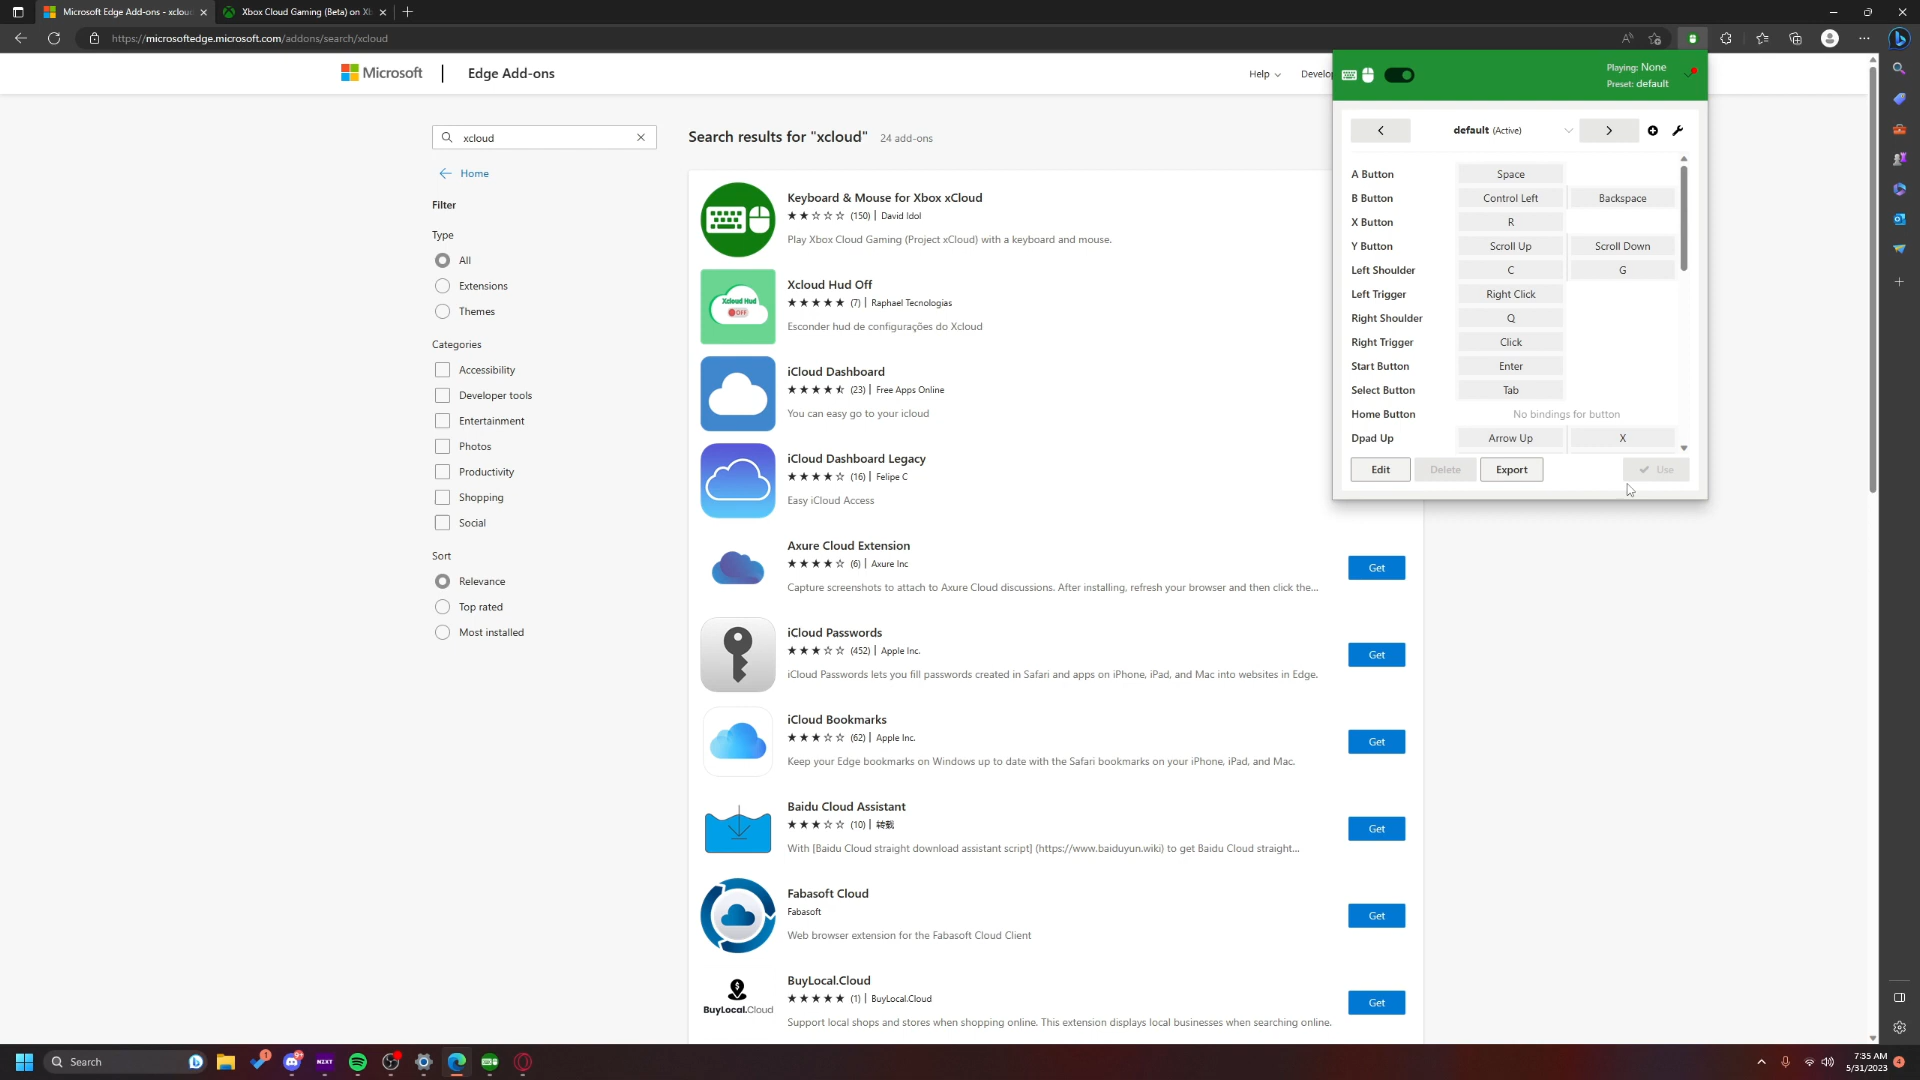 Microsoft Edge Add-ons - xclou
Xbox Cloud Gaming (Beta) on Xb
https://microsoftedge.microsoft.com/addons/search/xcloud
Microsoft
Edge Add-ons
Help
Develop
Playing: None
Preset: default
xcloud
Home
Filter
Type
All
Extensions
Themes
Categories
Accessibility
Developer tools
Entertainment
Photos
Productivity
Shopping
Social
Sort
Relevance
Top rated
Most installed
Search results for "xcloud" 24 add-ons
Keyboard & Mouse for Xbox xCloud
(150) | David Idol
Play Xbox Cloud Gaming (Project xCloud) with a keyboard and mouse.
Xcloud Hud
OFF
Xcloud Hud Off
(7) | Raphael Tecnologias
Esconder hud de configurações do Xcloud
iCloud Dashboard
(23) | Free Apps Online
You can easy go to your icloud
iCloud Dashboard Legacy
(16) | Felipe C
Easy iCloud Access
Axure Cloud Extension
(6) | Axure Inc
Capture screenshots to attach to Axure Cloud discussions. After installing, refresh your browser and then click the...
Get
iCloud Passwords
(452) | Apple Inc.
iCloud Passwords lets you fill passwords created in Safari and apps on iPhone, iPad, and Mac into websites in Edge.
Get
iCloud Bookmarks
(62) | Apple Inc.
Keep your Edge bookmarks on Windows up to date with the Safari bookmarks on your iPhone, iPad, and Mac.
Get
Baidu Cloud Assistant
(10) | 转载
With [Baidu Cloud straight download assistant script] (https://www.baiduyun.wiki) to get Baidu Cloud straight...
Get
Fabasoft Cloud
Fabasoft
Web browser extension for the Fabasoft Cloud Client
Get
BuyLocal.Cloud
BuyLocal.Cloud
(1) | BuyLocal.Cloud
Support local shops and stores when shopping online. This extension displays local businesses when searching online.
Get
default (Active)
A Button Space
B Button Control Left Backspace
X Button R
Y Button Scroll Up Scroll Down
Left Shoulder C G
Left Trigger Right Click
Right Shoulder Q
Right Trigger Click
Start Button Enter
Select Button Tab
Home Button No bindings for button
Dpad Up Arrow Up X
Edit Delete Export Use
Search
NZXT
7:35 AM
5/31/2023
4